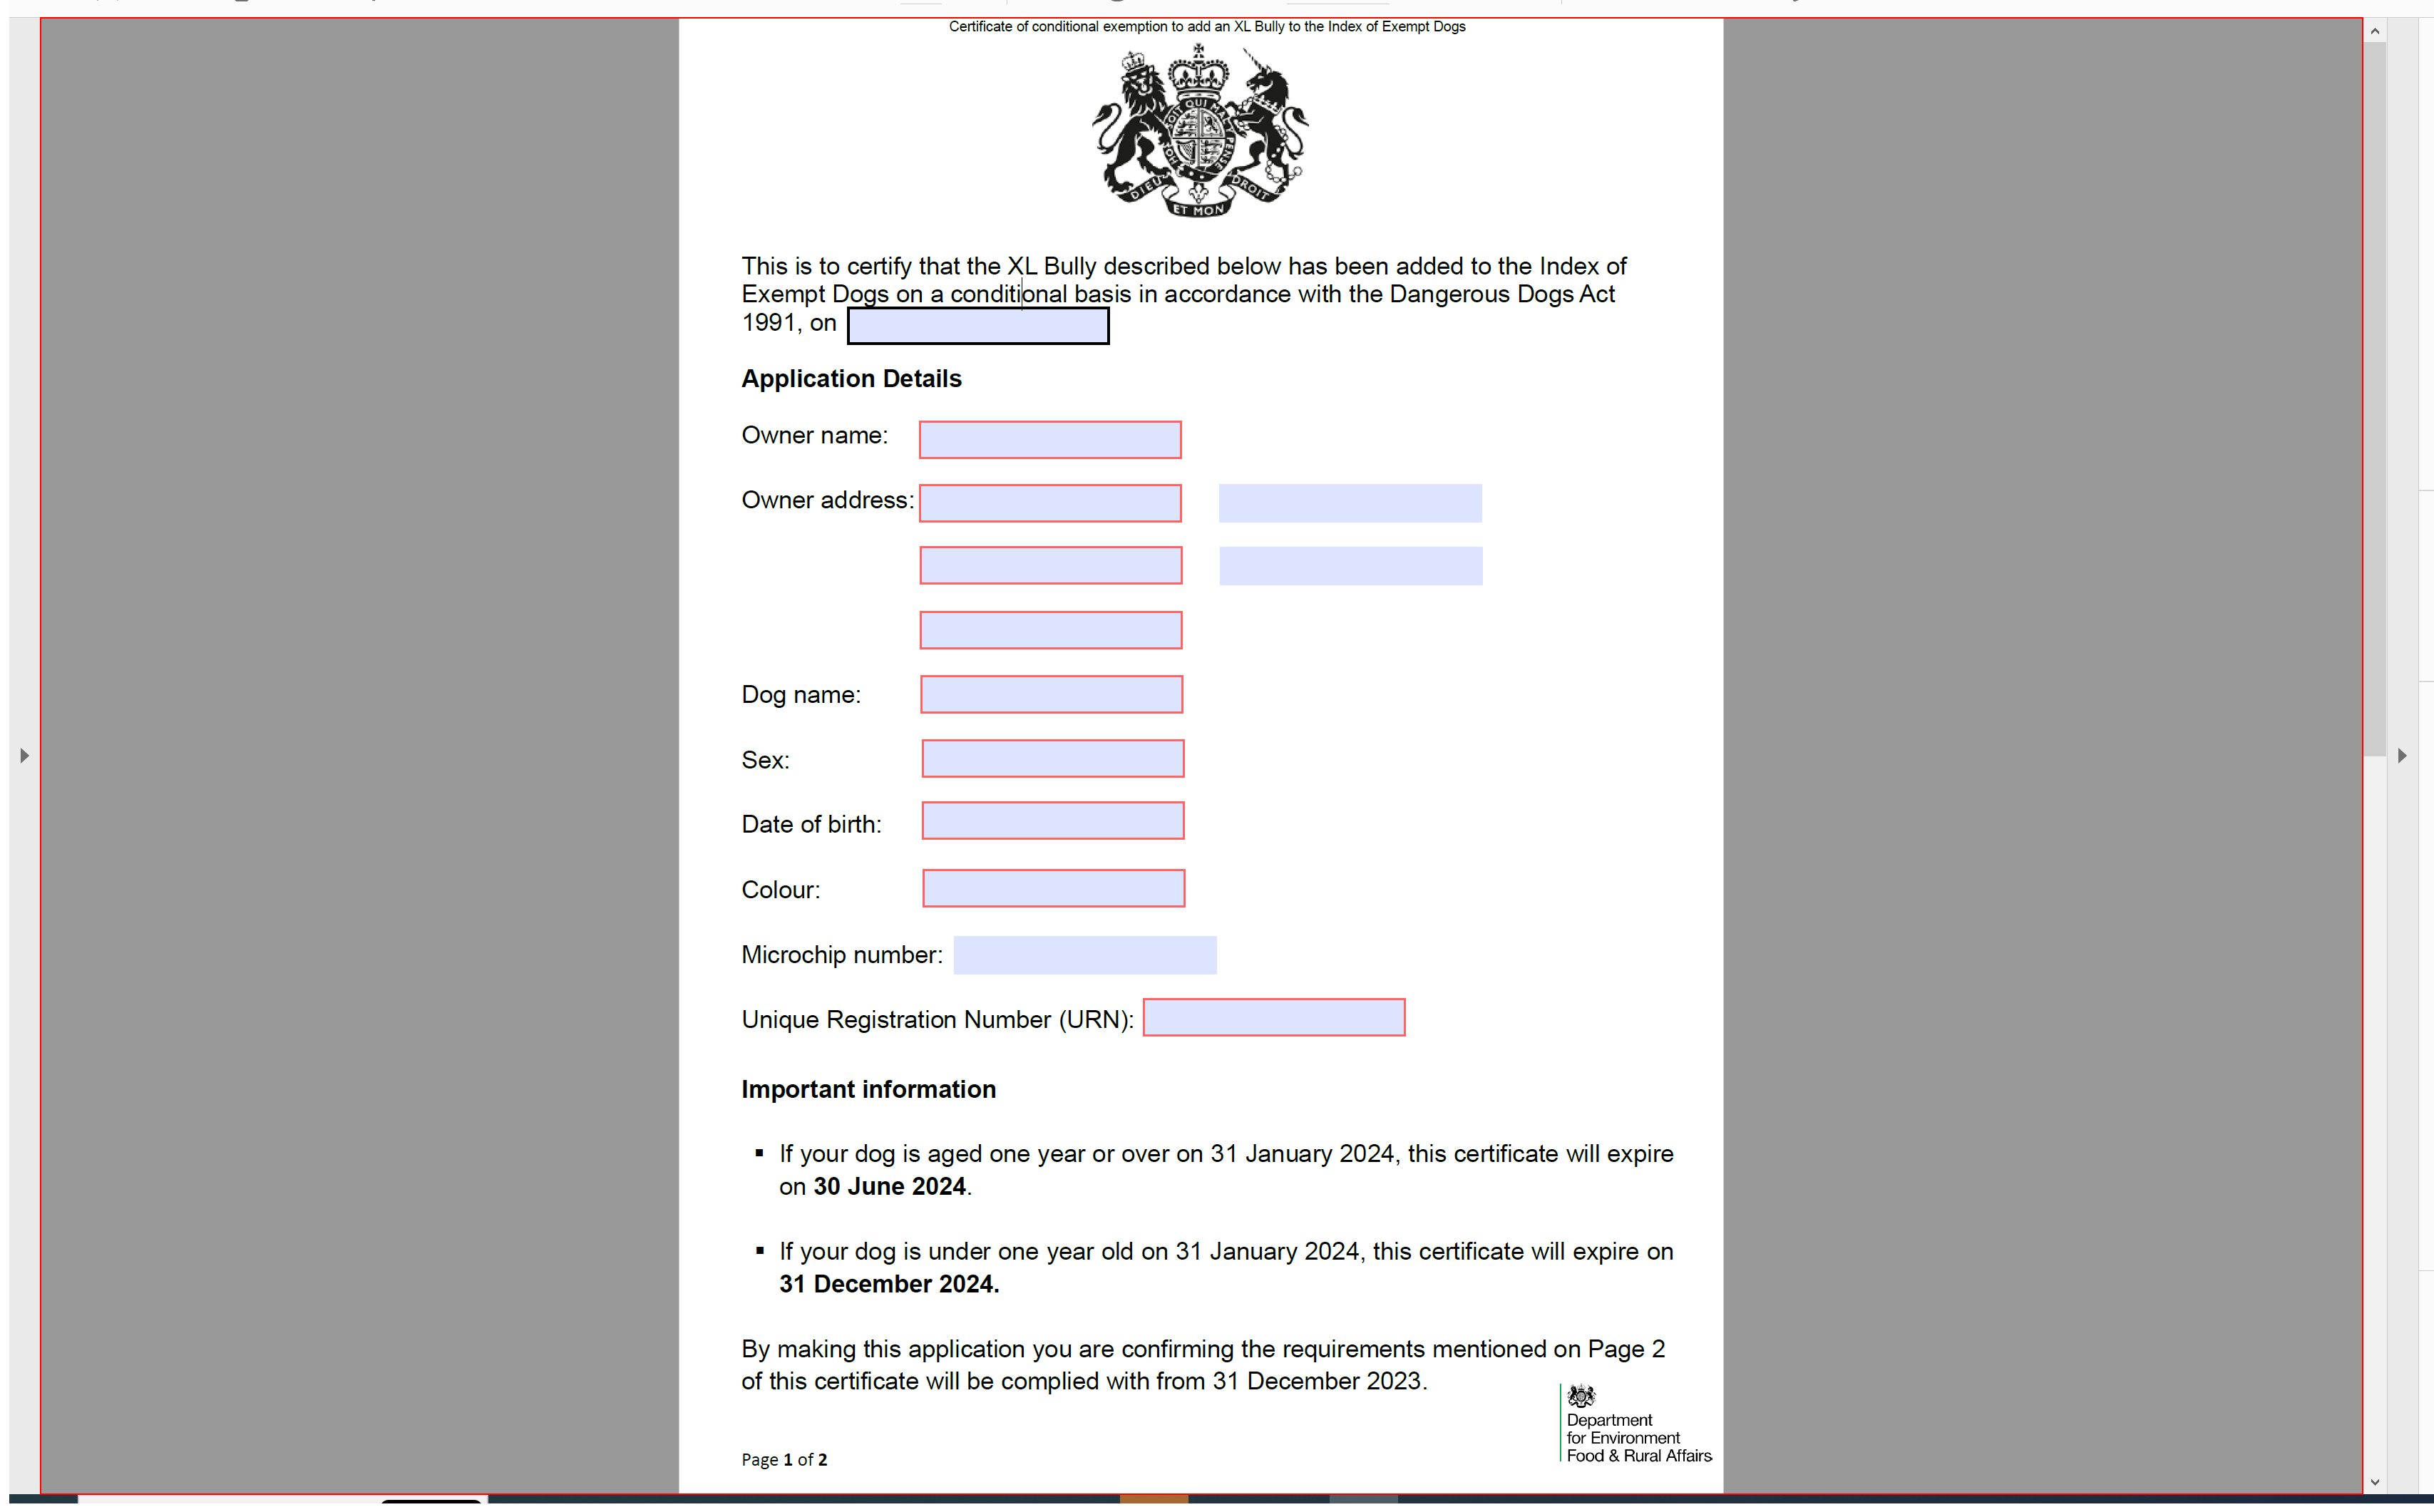 Certificate of conditional exemption to add an XL Bully to the Index of Exempt Dogs
SOIT QUI MAL
PENSE
HO
DIEU ET MON DROIT
This is to certify that the XL Bully described below has been added to the Index of
Exempt Dogs on a conditional basis in accordance with the Dangerous Dogs Act
1991, on
Application Details
Owner name:
Owner address:
Dog name:
Sex:
Date of birth:
Colour:
Microchip number:
Unique Registration Number (URN):
Important information
▪ If your dog is aged one year or over on 31 January 2024, this certificate will expire
on 30 June 2024.
▪ If your dog is under one year old on 31 January 2024, this certificate will expire on
31 December 2024.
By making this application you are confirming the requirements mentioned on Page 2
of this certificate will be complied with from 31 December 2023.
Department
for Environment
Food & Rural Affairs
Page 1 of 2